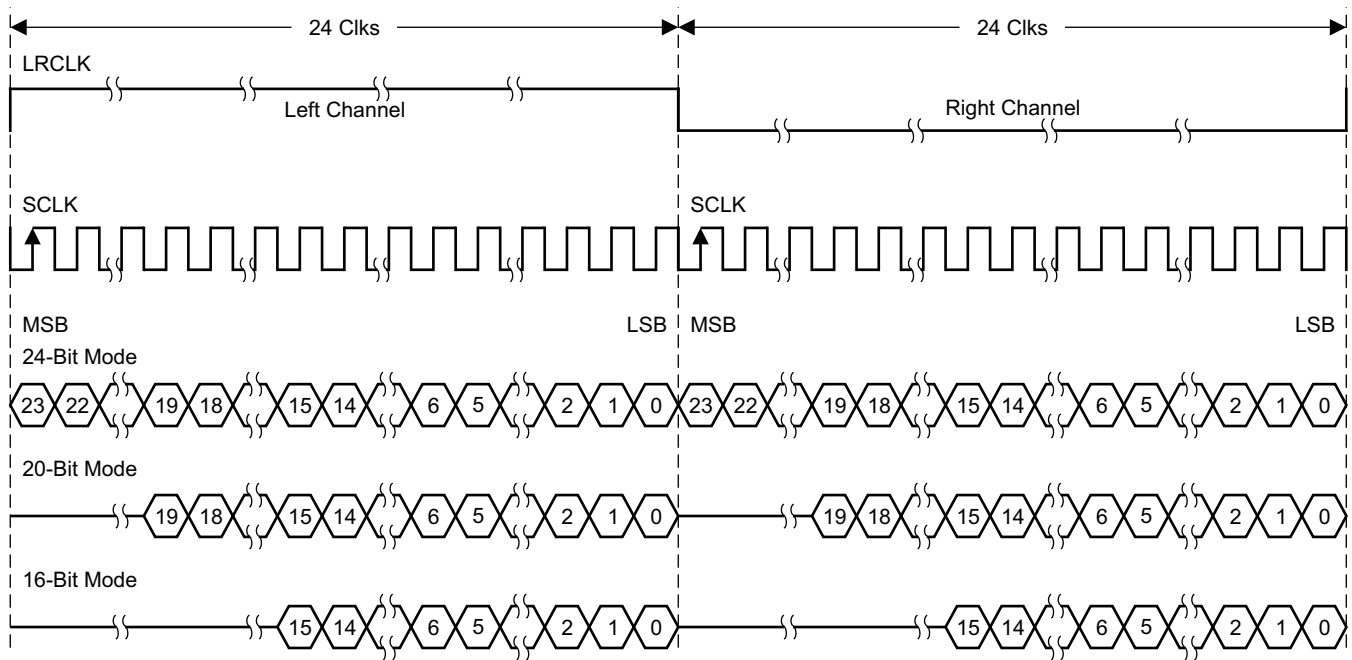 24 Clks 24 Clks
LRCLK
Left Channel Right Channel
SCLK SCLK
MSB LSB MSB LSB
24-Bit Mode
23 22 19 18 15 14 6 5 2 1 0 23 22 19 18 15 14 6 5 2 1 0
20-Bit Mode
19 18 15 14 6 5 2 1 0 19 18 15 14 6 5 2 1 0
16-Bit Mode
15 14 6 5 2 1 0 15 14 6 5 2 1 0